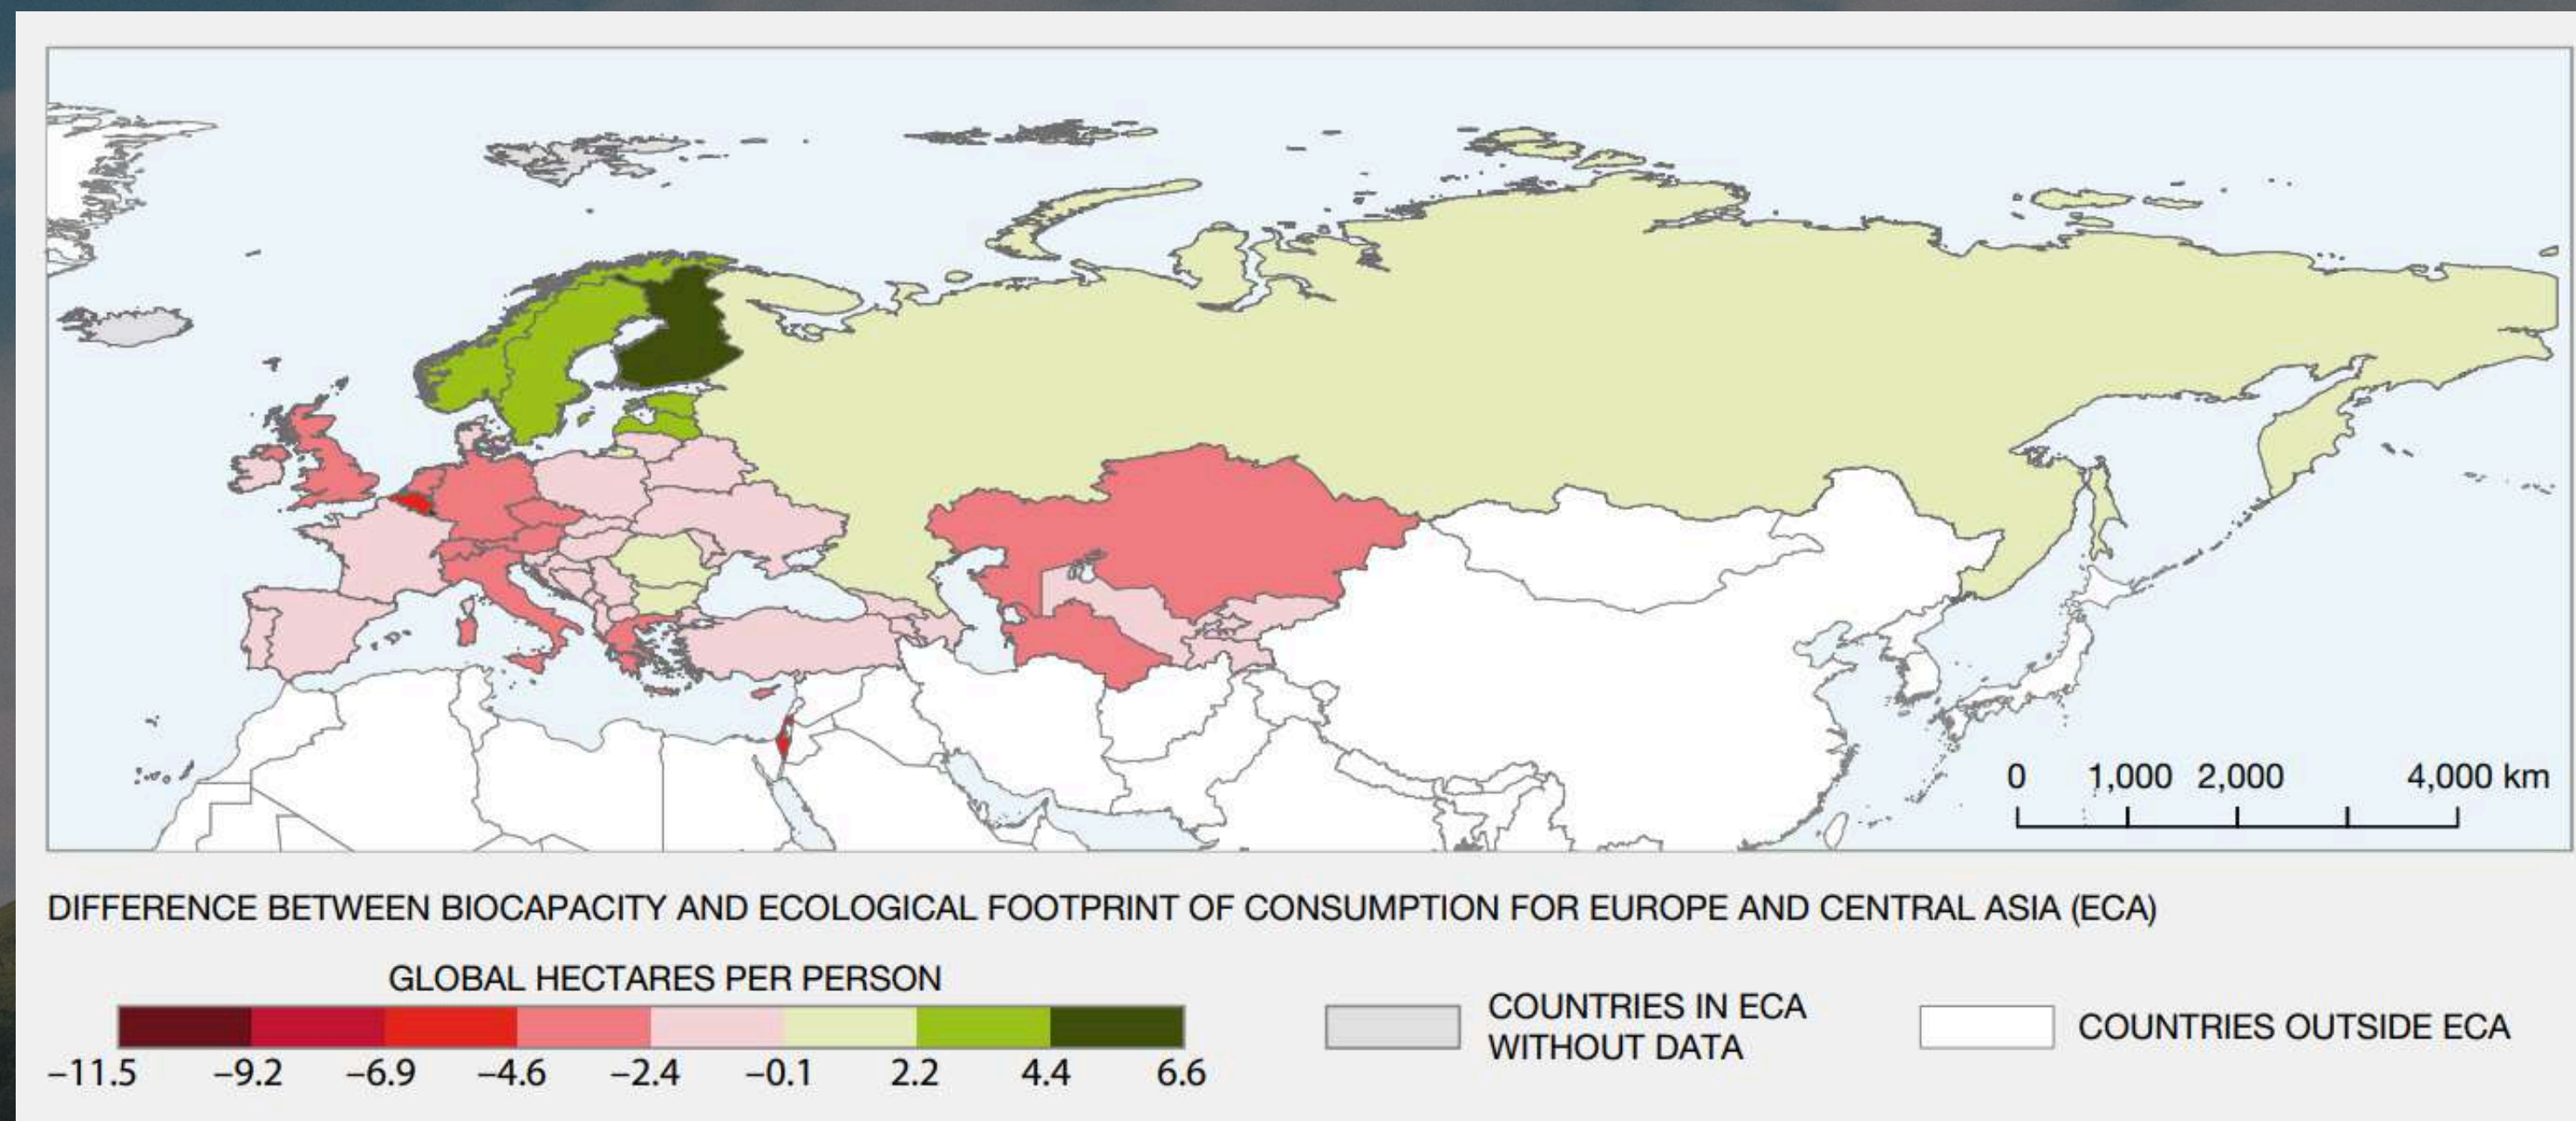 0 1,000 2,000 4,000 km
DIFFERENCE BETWEEN BIOCAPACITY AND ECOLOGICAL FOOTPRINT OF CONSUMPTION FOR EUROPE AND CENTRAL ASIA (ECA)
GLOBAL HECTARES PER PERSON
–11.5 –9.2 –6.9 –4.6 –2.4 –0.1 2.2 4.4 6.6
COUNTRIES IN ECA
WITHOUT DATA
COUNTRIES OUTSIDE ECA